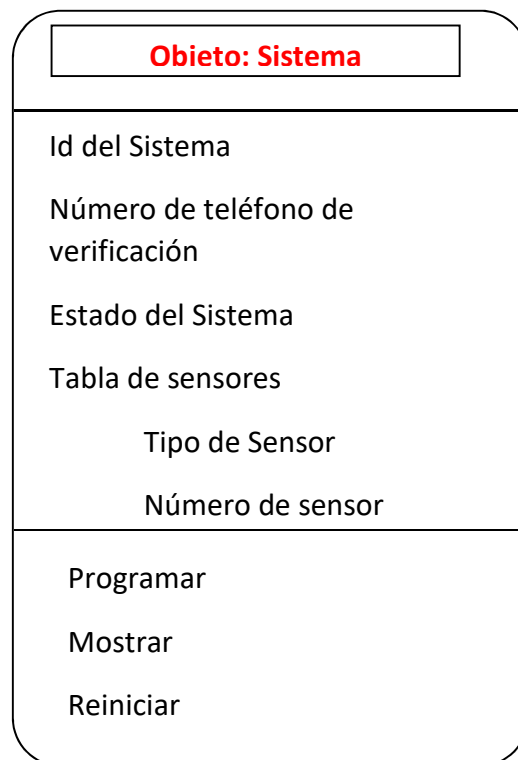 Obieto: Sistema
Id del Sistema
Número de teléfono de
verificación
Estado del Sistema
Tabla de sensores
Tipo de Sensor
Número de sensor
Programar
Mostrar
Reiniciar